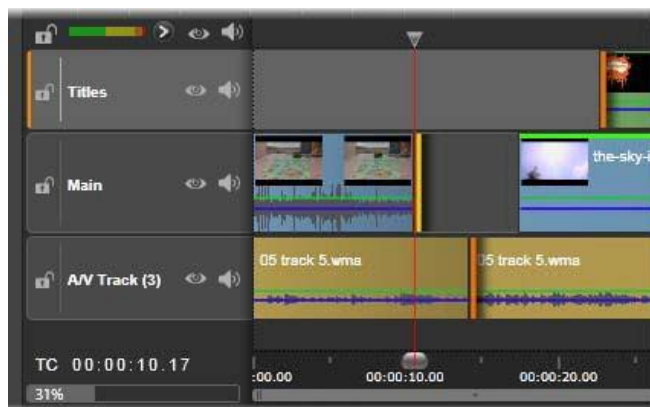 Titles
Main
the-sky-i
A/V Track (3)
05 track 5.wma
05 track 5.wma
TC 00:00:10.17
:00.00
00:00:10.00
00:00:20.00
31%